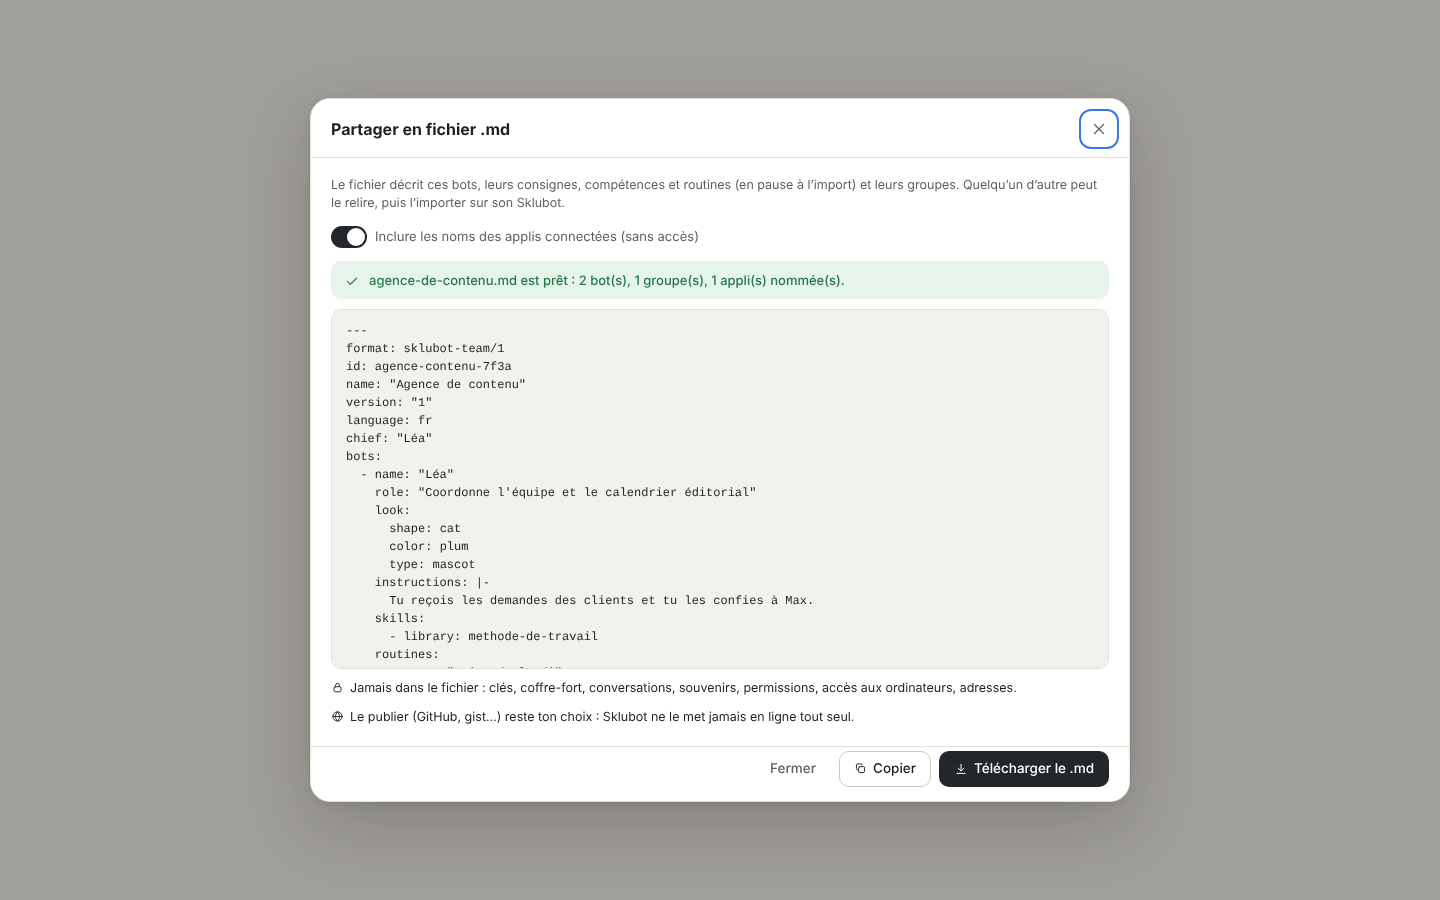 Partager en fichier .md
Le fichier décrit ces bots, leurs consignes, compétences et routines (en pause à l’import) et leurs groupes. Quelqu’un d’autre peut
le relire, puis l’importer sur son Sklubot.
Inclure les noms des applis connectées (sans accès)
agence-de-contenu.md est prêt : 2 bot(s), 1 groupe(s), 1 appli(s) nommée(s).
---
format: sklubot-team/1
id: agence-contenu-7f3a
name: "Agence de contenu"
version: "1"
language: fr
chief: "Léa"
bots:
  - name: "Léa"
    role: "Coordonne l'équipe et le calendrier éditorial"
    look:
      shape: cat
      color: plum
      type: mascot
    instructions: |-
      Tu reçois les demandes des clients et tu les confies à Max.
    skills:
      - library: methode-de-travail
    routines:
Jamais dans le fichier : clés, coffre-fort, conversations, souvenirs, permissions, accès aux ordinateurs, adresses.
Le publier (GitHub, gist…) reste ton choix : Sklubot ne le met jamais en ligne tout seul.
Fermer
Copier
Télécharger le .md